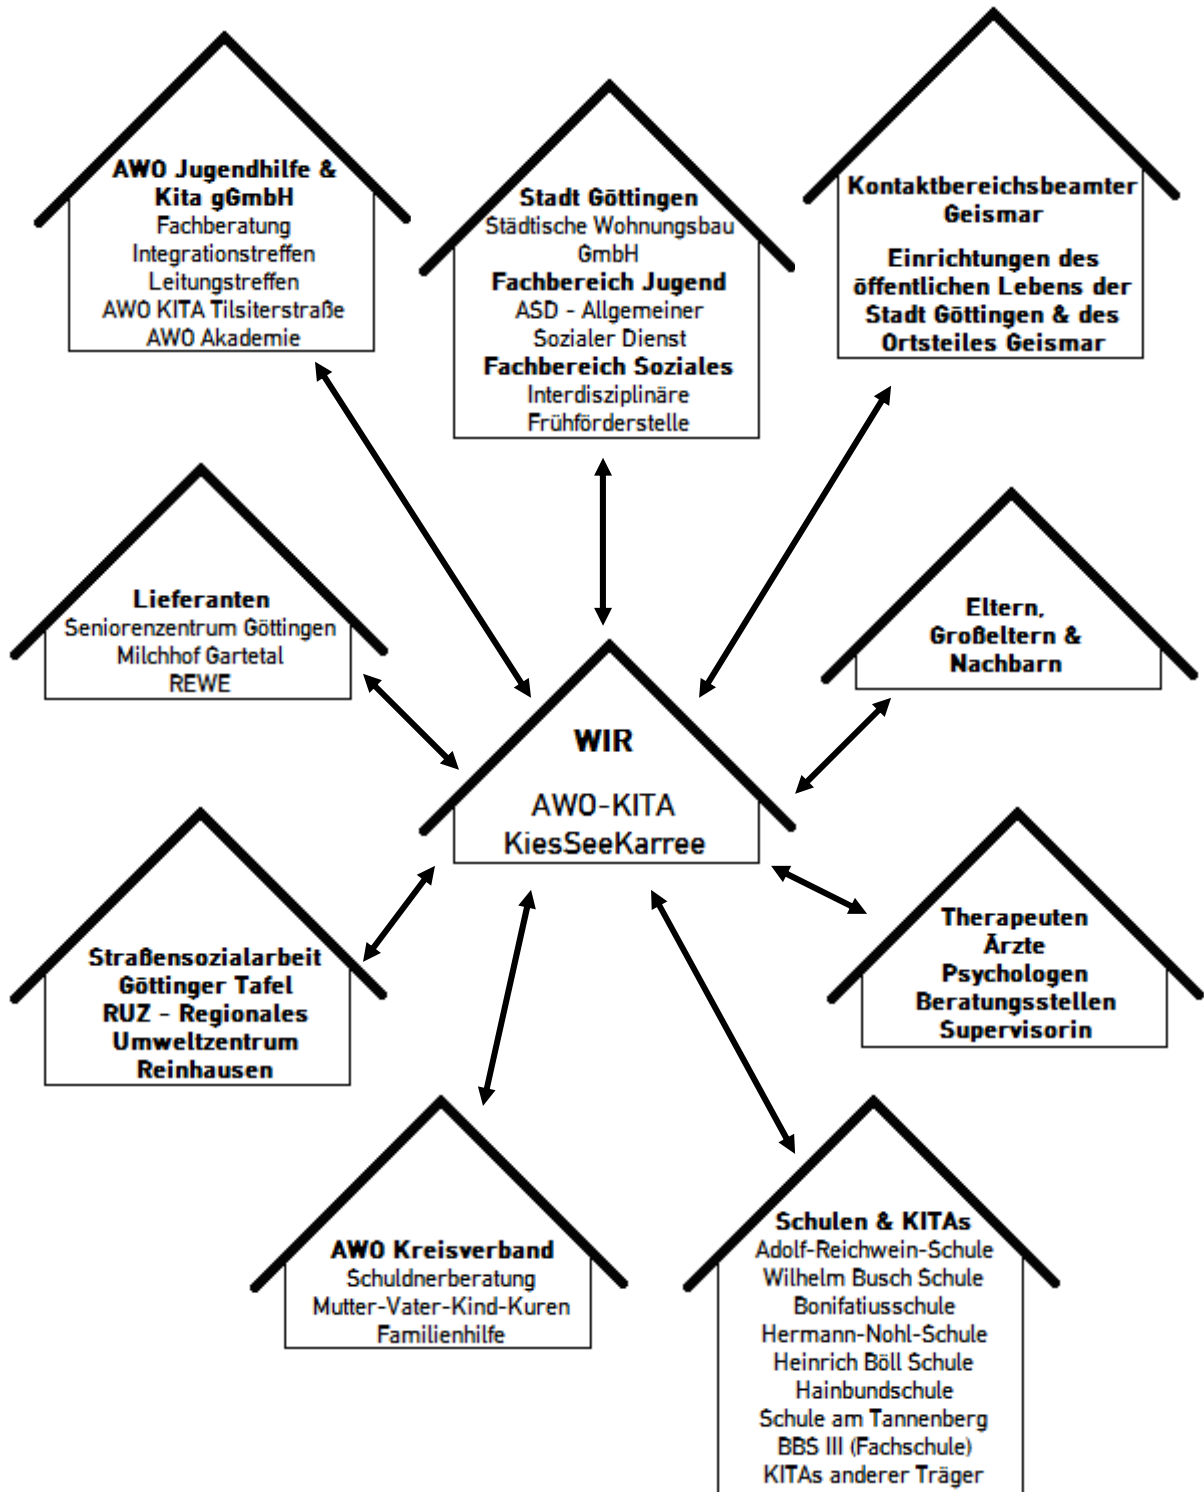 AWO Jugendhilfe &
Kita gGmbH
Fachberatung
Integrationstreffen
Leitungstreffen
AWO KITA Tilsiterstraße
AWO Akademie
Stadt Göttingen
Städtische Wohnungsbau
GmbH
Fachbereich Jugend
ASD - Allgemeiner
Sozialer Dienst
Fachbereich Soziales
Interdisziplinäre
Frühförderstelle
Kontaktbereichsbeamter
Geismar
Einrichtungen des
öffentlichen Lebens der
Stadt Göttingen & des
Ortsteiles Geismar
Lieferanten
Seniorenzentrum Göttingen
Milchhof Gartetal
REWE
Eltern,
Großeltern &
Nachbarn
WIR
AWO-KITA
KiesSeeKarree
Straßensozialarbeit
Göttinger Tafel
RUZ - Regionales
Umweltzentrum
Reinhausen
Therapeuten
Ärzte
Psychologen
Beratungsstellen
Supervisorin
AWO Kreisverband
Schuldnerberatung
Mutter-Vater-Kind-Kuren
Familienhilfe
Schulen & KITAs
Adolf-Reichwein-Schule
Wilhelm Busch Schule
Bonifatiusschule
Hermann-Nohl-Schule
Heinrich Böll Schule
Hainbundschule
Schule am Tannenberg
BBS III (Fachschule)
KITAs anderer Träger